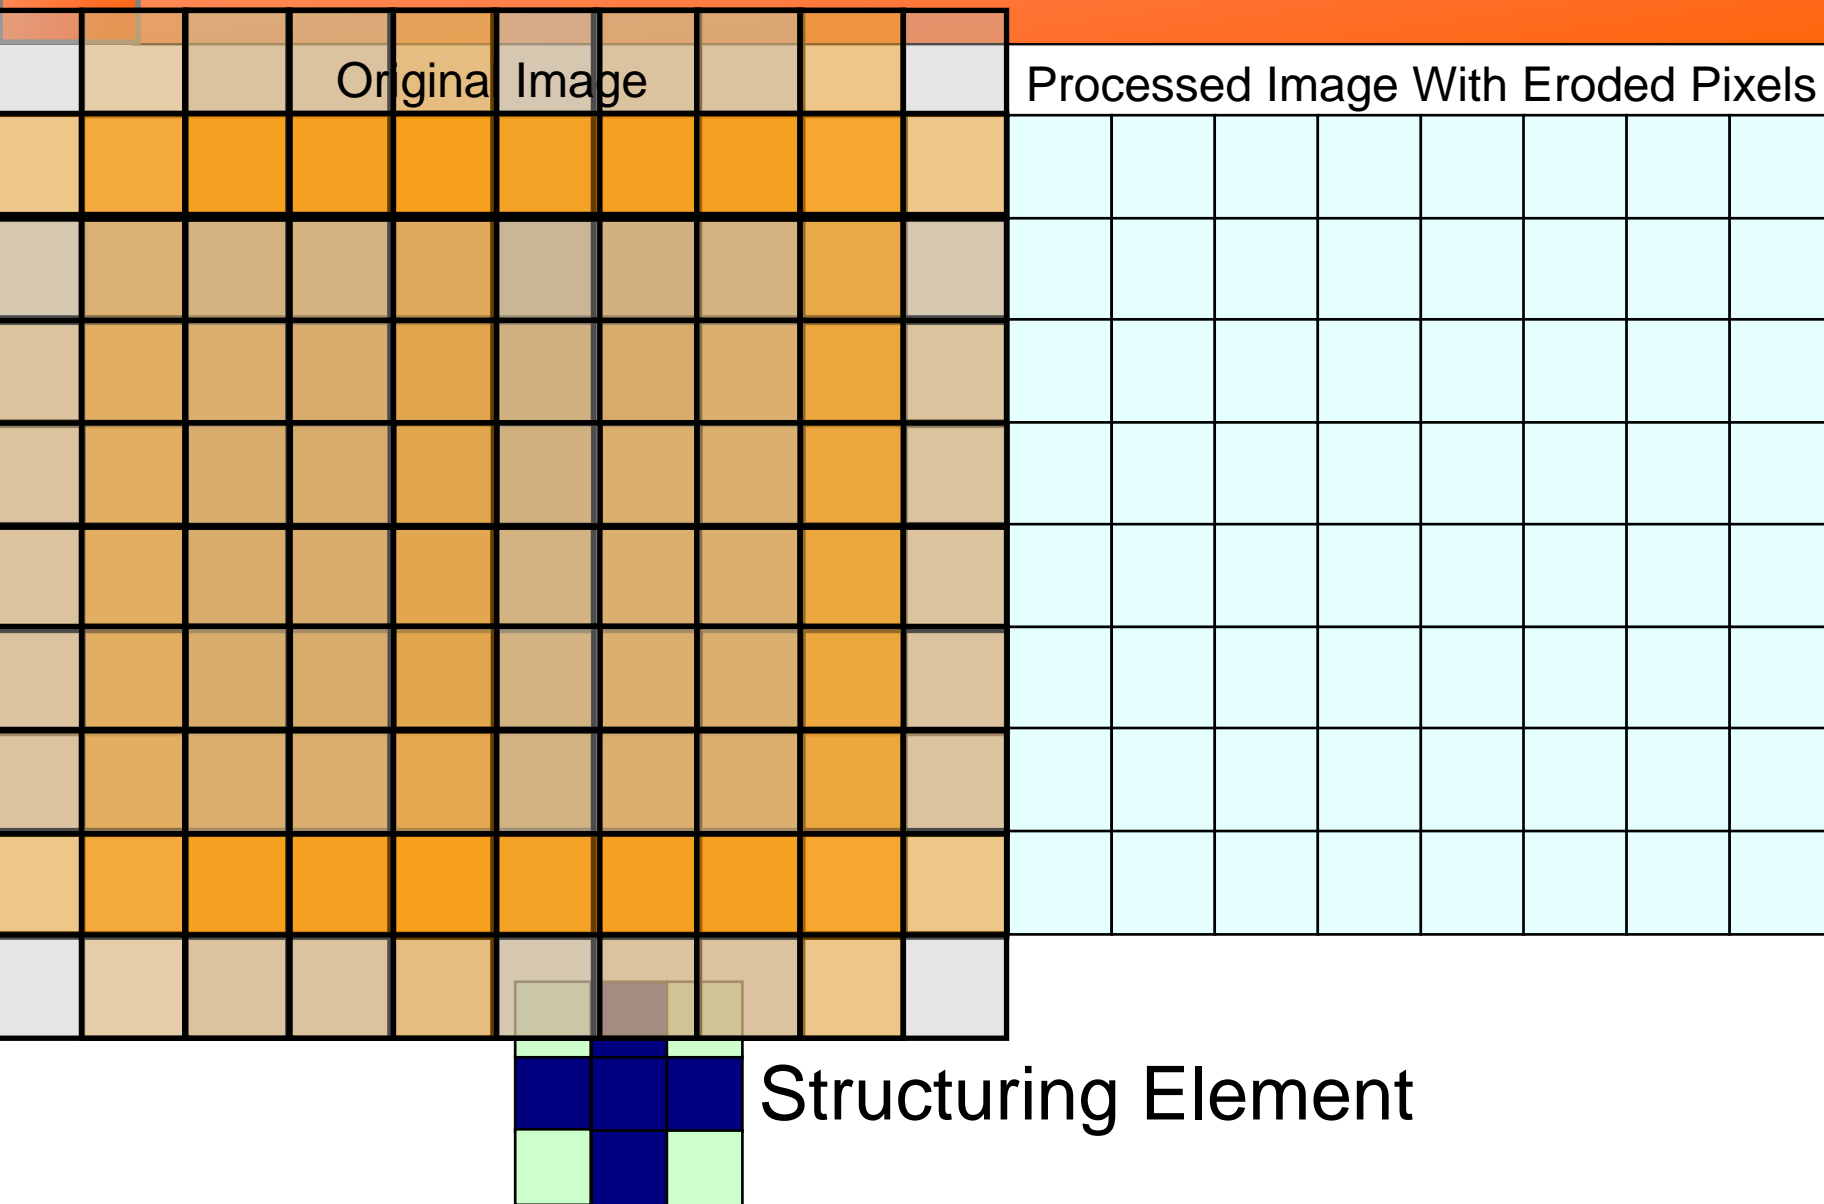 Original Image
Processed Image With Eroded Pixels
Structuring Element